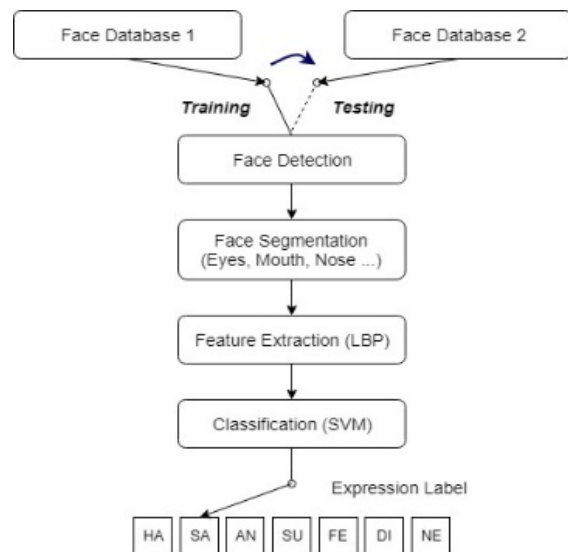 Face Database 1
Face Database 2
Training
Testing
Face Detection
Face Segmentation
(Eyes, Mouth, Nose ...)
Feature Extraction (LBP)
Classification (SVM)
Expression Label
HA SA AN SU FE DI NE